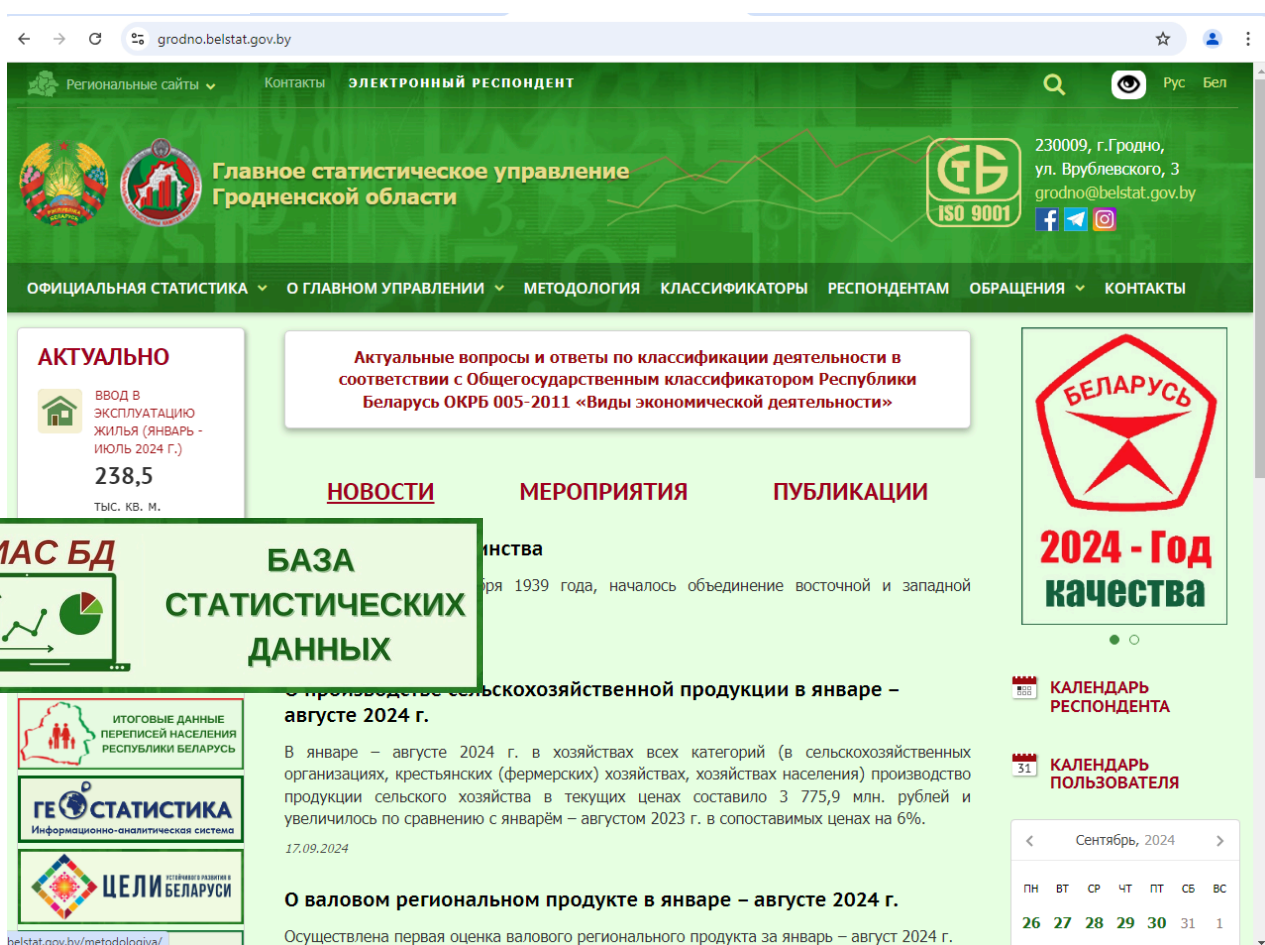 grodno.belstat.gov.by
Региональные сайты
Контакты
ЭЛЕКТРОННЫЙ РЕСПОНДЕНТ
Рус Бел
Главное статистическое управление
Гродненской области
СТБ
ISO 9001
230009, г.Гродно,
ул. Врублевского, 3
grodno@belstat.gov.by
ОФИЦИАЛЬНАЯ СТАТИСТИКА
О ГЛАВНОМ УПРАВЛЕНИИ
МЕТОДОЛОГИЯ
КЛАССИФИКАТОРЫ
РЕСПОНДЕНТАМ
ОБРАЩЕНИЯ
КОНТАКТЫ
АКТУАЛЬНО
ВВОД В
ЭКСПЛУАТАЦИЮ
ЖИЛЬЯ (ЯНВАРЬ -
ИЮЛЬ 2024 Г.)
238,5
тыс. кв. м.
БАЗА
СТАТИСТИЧЕСКИХ
ДАННЫХ
ИТОГОВЫЕ ДАННЫЕ
ПЕРЕПИСЕЙ НАСЕЛЕНИЯ
РЕСПУБЛИКИ БЕЛАРУСЬ
ГЕОСТАТИСТИКА
Информационно-аналитическая система
ЦЕЛИ УСТОЙЧИВОГО РАЗВИТИЯ В БЕЛАРУСИ
belstat.gov.by/metodologiya/
Актуальные вопросы и ответы по классификации деятельности в
соответствии с Общегосударственным классификатором Республики
Беларусь ОКРБ 005-2011 «Виды экономической деятельности»
НОВОСТИ
МЕРОПРИЯТИЯ
ПУБЛИКАЦИИ
1939 года, началось объединение восточной и западной
О производстве сельскохозяйственной продукции в январе –
августе 2024 г.
В январе – августе 2024 г. в хозяйствах всех категорий (в сельскохозяйственных
организациях, крестьянских (фермерских) хозяйствах, хозяйствах населения) производство
продукции сельского хозяйства в текущих ценах составило 3 775,9 млн. рублей и
увеличилось по сравнению с январём – августом 2023 г. в сопоставимых ценах на 6%.
17.09.2024
О валовом региональном продукте в январе – августе 2024 г.
Осуществлена первая оценка валового регионального продукта за январь – август 2024 г.
БЕЛАРУСЬ
2024 - Год
качества
КАЛЕНДАРЬ
РЕСПОНДЕНТА
31
КАЛЕНДАРЬ
ПОЛЬЗОВАТЕЛЯ
Сентябрь, 2024
ПН ВТ СР ЧТ ПТ СБ ВС
26 27 28 29 30 31 1